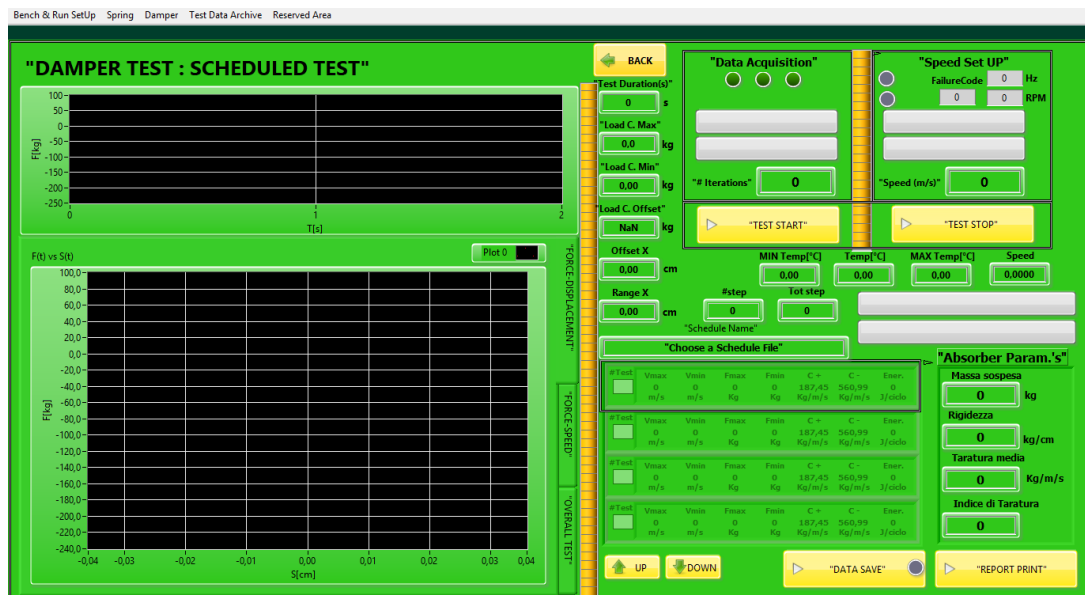 Bench & Run SetUp Spring Damper Test Data Archive Reserved Area
"DAMPER TEST : SCHEDULED TEST"
100
50
0
-50
-100
-150
-200
-250
F[kg]
0 1 2
T[s]
F(t) vs S(t)
Plot 0
100,0
80,0
60,0
40,0
20,0
0,0
-20,0
-40,0
-60,0
-80,0
-100,0
-120,0
-140,0
-160,0
-180,0
-200,0
-220,0
-240,0
F[kg]
-0,04 -0,03 -0,02 -0,01 0,00 0,01 0,02 0,03 0,04
S[cm]
"FORCE-DISPLACEMENT"
"FORCE-SPEED"
"OVERALL TEST"
BACK
"Test Duration(s)"
0 s
"Load C. Max"
0,0 kg
"Load C. Min"
0,00 kg
"Load C. Offset"
NaN kg
Offset X
0,00 cm
Range X
0,00 cm
"Data Acquisition"
"# Iterations" 0
"Speed Set UP"
FailureCode 0 Hz
0 0 RPM
"Speed (m/s)" 0
"TEST START"
"TEST STOP"
MIN Temp[°C] Temp[°C] MAX Temp[°C] Speed
0,00 0,00 0,00 0,0000
#step Tot step
0 0
"Schedule Name"
"Choose a Schedule File"
#Test Vmax Vmin Fmax Fmin C + C - Ener.
0 0 0 0 187,45 560,99 0
m/s m/s Kg Kg Kg/m/s Kg/m/s J/ciclo
#Test Vmax Vmin Fmax Fmin C + C - Ener.
0 0 0 0 187,45 560,99 0
m/s m/s Kg Kg Kg/m/s Kg/m/s J/ciclo
#Test Vmax Vmin Fmax Fmin C + C - Ener.
0 0 0 0 187,45 560,99 0
m/s m/s Kg Kg Kg/m/s Kg/m/s J/ciclo
#Test Vmax Vmin Fmax Fmin C + C - Ener.
0 0 0 0 187,45 560,99 0
m/s m/s Kg Kg Kg/m/s Kg/m/s J/ciclo
"Absorber Param.'s"
Massa sospesa
0 kg
Rigidezza
0 kg/cm
Taratura media
0 Kg/m/s
Indice di Taratura
0
UP
DOWN
"DATA SAVE"
"REPORT PRINT"